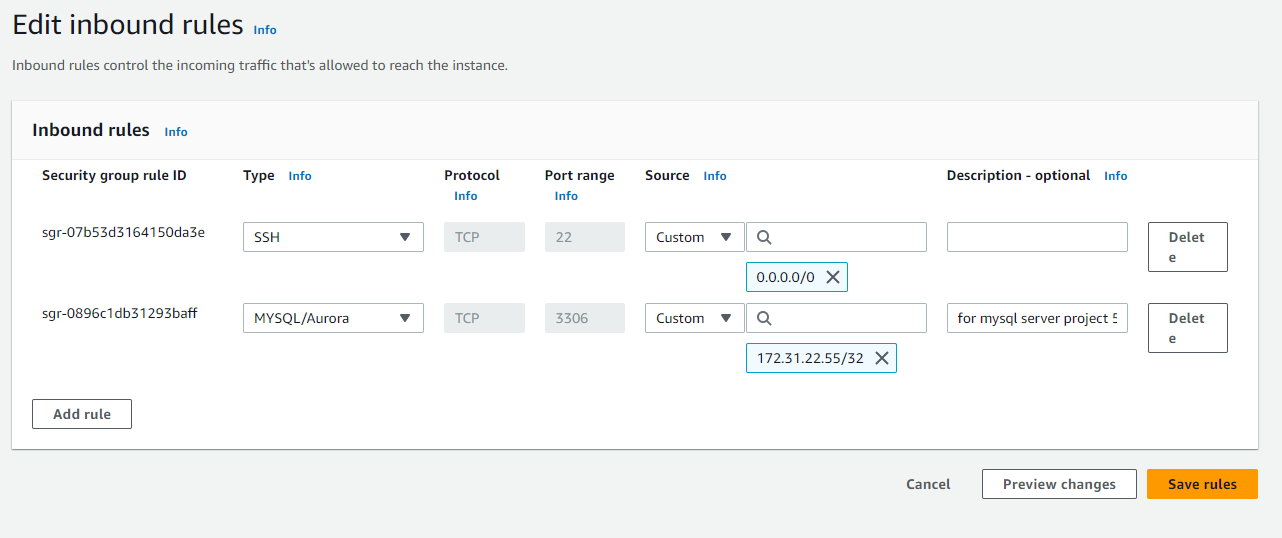 Edit inbound rules Info
Inbound rules control the incoming traffic that's allowed to reach the instance.
Inbound rules Info
Security group rule ID Type Info Protocol Info Port range Info Source Info Description - optional Info
sgr-07b53d3164150da3e SSH TCP 22 Custom Delete
0.0.0.0/0
sgr-0896c1db31293baff MYSQL/Aurora TCP 3306 Custom for mysql server project 5 Delete
172.31.22.55/32
Add rule
Cancel Preview changes Save rules